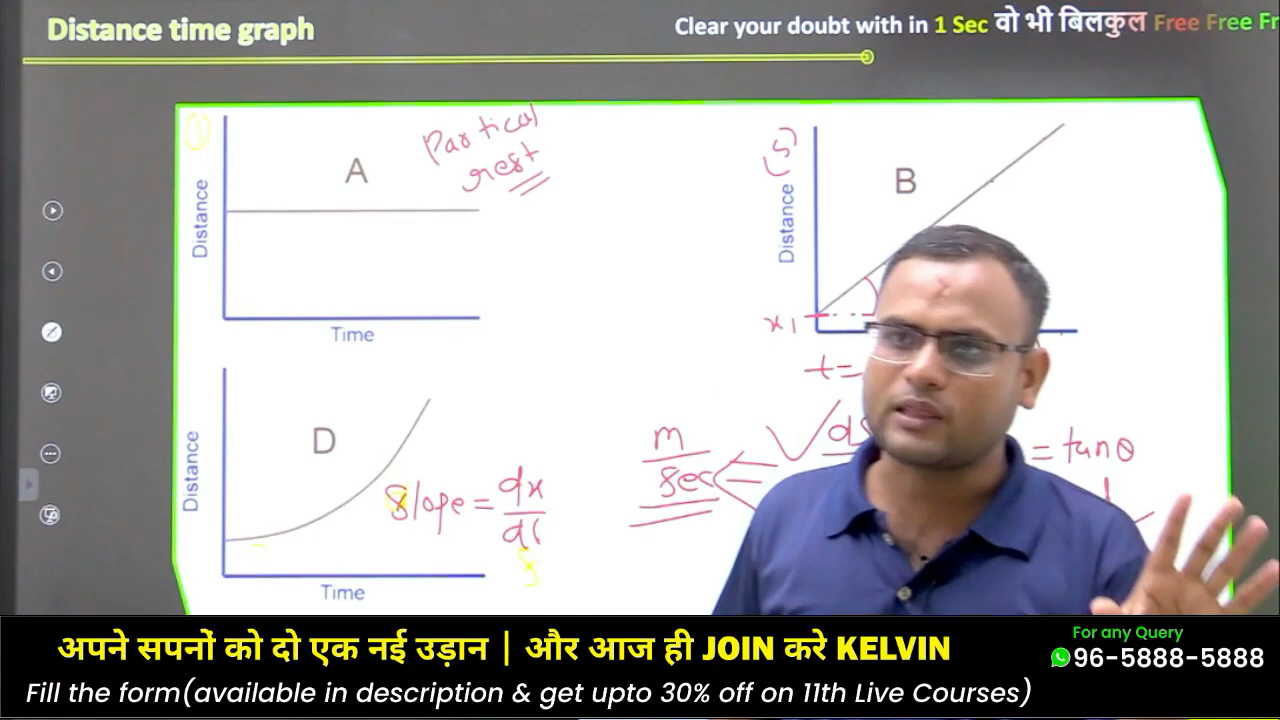 Distance time graph
Clear your doubt with in 1 Sec वो भी बिलकुल Free Free Fr
A
Partical
rest
Distance
Time
(S)
B
Distance
x1
t=
D
Distance
Time
Slope = dx
dt
m
sec
ds
= tanθ
अपने सपनों को दो एक नई उड़ान | और आज ही JOIN करे KELVIN
Fill the form(available in description & get upto 30% off on 11th Live Courses)
For any Query
96-5888-5888